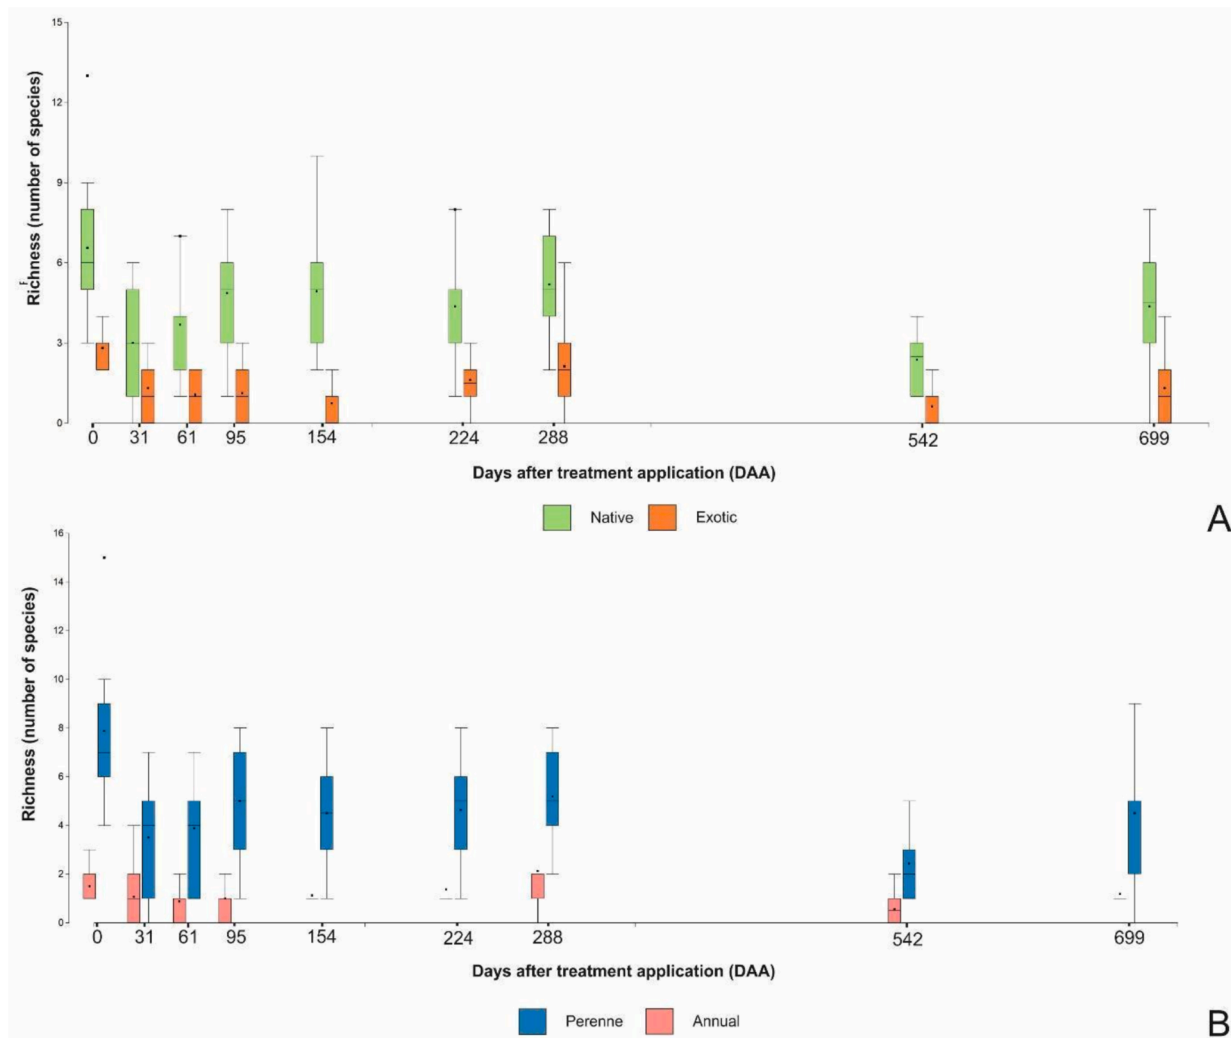 15
12
9
6
3
0
Richness (number of species)
F
0 31 61 95 154 224 288 542 699
Days after treatment application (DAA)
Native Exotic
A
16
14
12
10
8
6
4
2
0
Richness (number of species)
0 31 61 95 154 224 288 542 699
Days after treatment application (DAA)
Perenne Annual
B